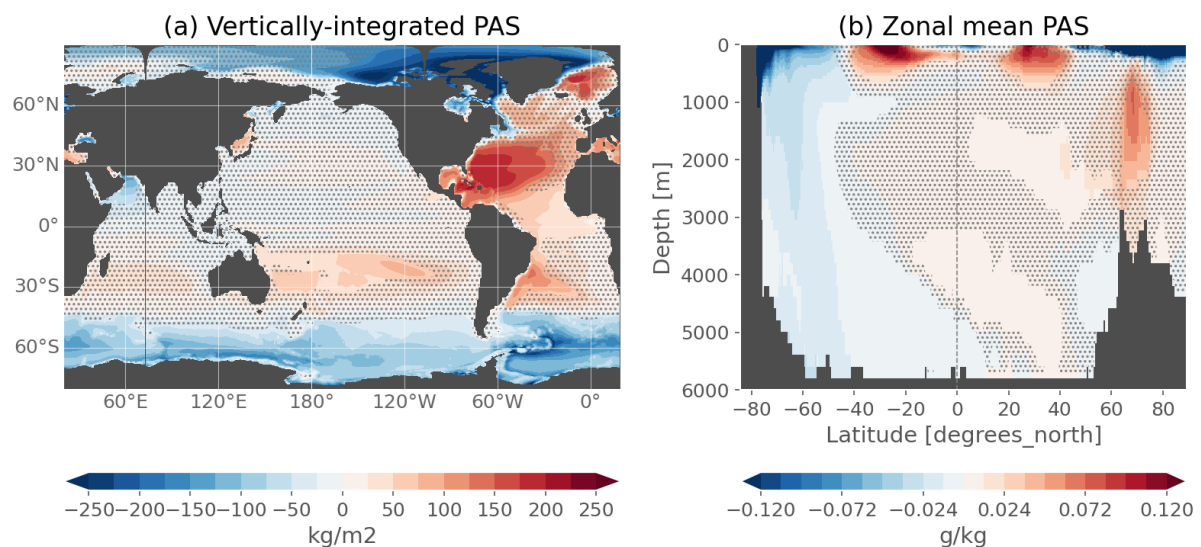 (a) Vertically-integrated PAS
60°N
30°N
0°
30°S
60°S
60°E 120°E 180° 120°W 60°W 0°
−250 −200 −150 −100 −50 0 50 100 150 200 250
kg/m2
(b) Zonal mean PAS
0
1000
2000
3000
4000
5000
6000
Depth [m]
−80 −60 −40 −20 0 20 40 60 80
Latitude [degrees_north]
−0.120 −0.072 −0.024 0.024 0.072 0.120
g/kg